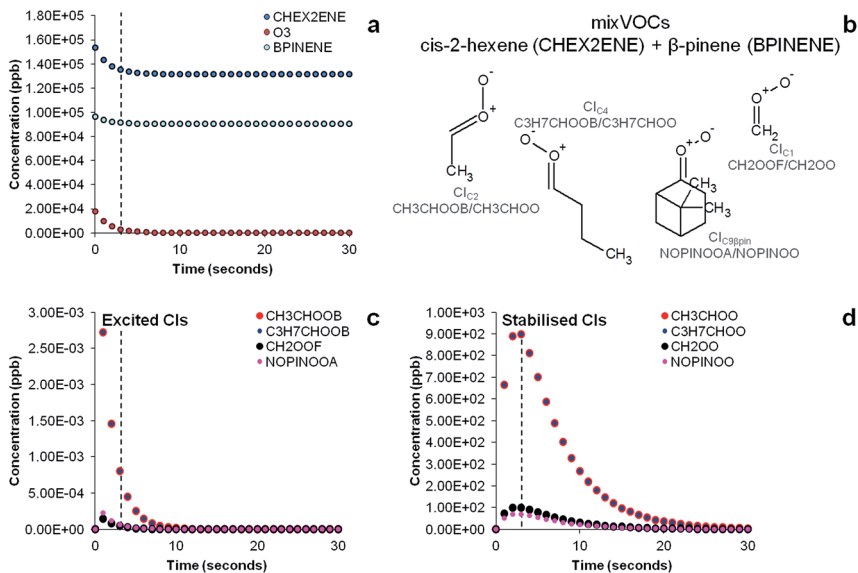 a
1.80E+05
1.60E+05
1.40E+05
1.20E+05
1.00E+05
8.00E+04
6.00E+04
4.00E+04
2.00E+04
0.00E+00
Concentration (ppb)
0 10 20 30
Time (seconds)
CHEX2ENE
O3
BPINENE
b
mixVOCs
cis-2-hexene (CHEX2ENE) + β-pinene (BPINENE)
O-
O+
CH3
CIC2
CH3CHOOB/CH3CHOO
CIC4
C3H7CHOOB/C3H7CHOO
O-
O+
CH3
O+ O-
CH3
CH3
CIC9βpin
NOPINOOA/NOPINOO
O+ O-
CH2
CIC1
CH2OOF/CH2OO
c
Excited CIs
3.00E-03
2.50E-03
2.00E-03
1.50E-03
1.00E-03
5.00E-04
0.00E+00
Concentration (ppb)
0 10 20 30
Time (seconds)
CH3CHOOB
C3H7CHOOB
CH2OOF
NOPINOOA
d
Stabilised CIs
1.00E+03
9.00E+02
8.00E+02
7.00E+02
6.00E+02
5.00E+02
4.00E+02
3.00E+02
2.00E+02
1.00E+02
0.00E+00
Concentration (ppb)
0 10 20 30
Time (seconds)
CH3CHOO
C3H7CHOO
CH2OO
NOPINOO